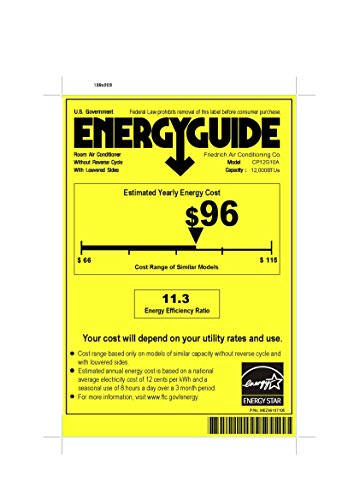 U.S. Government Federal Law prohibits removal of this label before consumer purchase.
ENERGYGUIDE
Room Air Conditioner
Without Reverse Cycle
With Louvered Sides
Friedrich Air Conditioning Co.
Model CP12G10A
Capacity : 12,000BTUs
Estimated Yearly Energy Cost
$96
$ 66
$ 115
Cost Range of Similar Models
11.3
Energy Efficiency Ratio
Your cost will depend on your utility rates and use.
● Cost range based only on models of similar capacity without reverse cycle and
with louvered sides.
● Estimated annual energy cost is based on a national
average electricity cost of 12 cents per kWh and a
seasonal use of 8 hours a day over a 3 month period.
● For more information, visit www.ftc.gov/energy
energy
ENERGY STAR